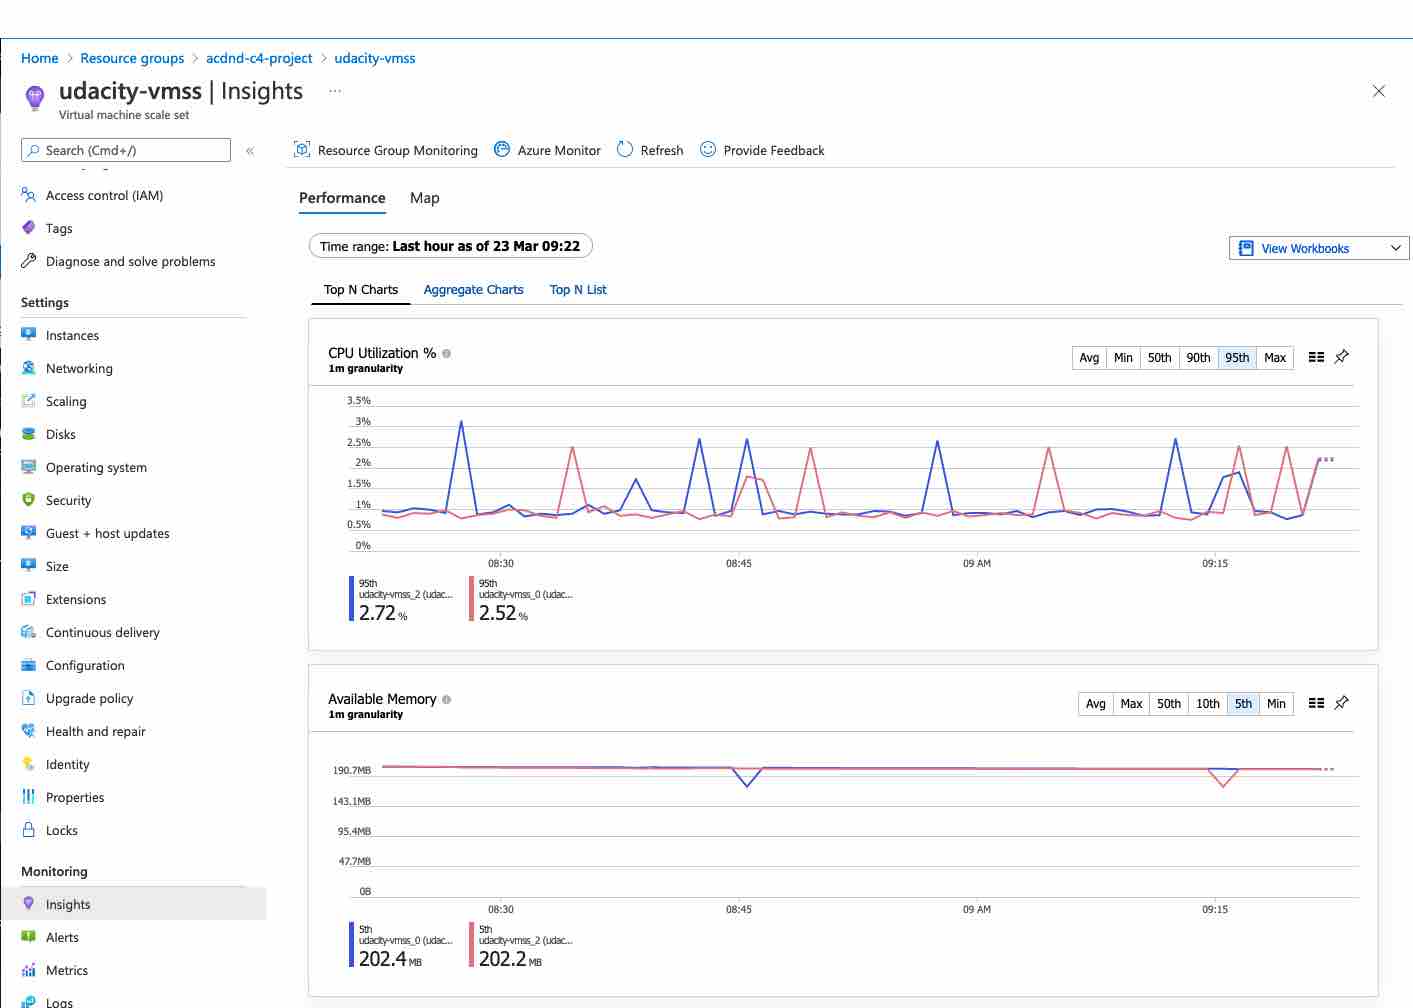 Home > Resource groups > acdnd-c4-project > udacity-vmss
udacity-vmss | Insights ...
Virtual machine scale set
Search (Cmd+/)
«
Resource Group Monitoring
Azure Monitor
Refresh
Provide Feedback
Access control (IAM)
Tags
Diagnose and solve problems
Settings
Instances
Networking
Scaling
Disks
Operating system
Security
Guest + host updates
Size
Extensions
Continuous delivery
Configuration
Upgrade policy
Health and repair
Identity
Properties
Locks
Monitoring
Insights
Alerts
Metrics
Logs
Performance Map
Time range: Last hour as of 23 Mar 09:22
View Workbooks
Top N Charts Aggregate Charts Top N List
CPU Utilization %
1m granularity
Avg Min 50th 90th 95th Max
3.5%
3%
2.5%
2%
1.5%
1%
0.5%
0%
08:30 08:45 09 AM 09:15
95th
udacity-vmss_2 (udac...
2.72 %
95th
udacity-vmss_0 (udac...
2.52 %
Available Memory
1m granularity
Avg Max 50th 10th 5th Min
190.7MB
143.1MB
95.4MB
47.7MB
0B
08:30 08:45 09 AM 09:15
5th
udacity-vmss_0 (udac...
202.4 MB
5th
udacity-vmss_2 (udac...
202.2 MB